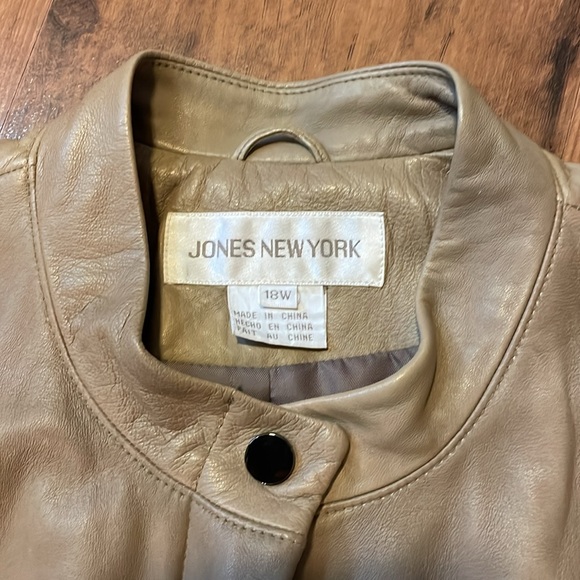 JONES NEW YORK
18W
MADE IN CHINA
HECHO EN CHINA
FAIT AU CHINE